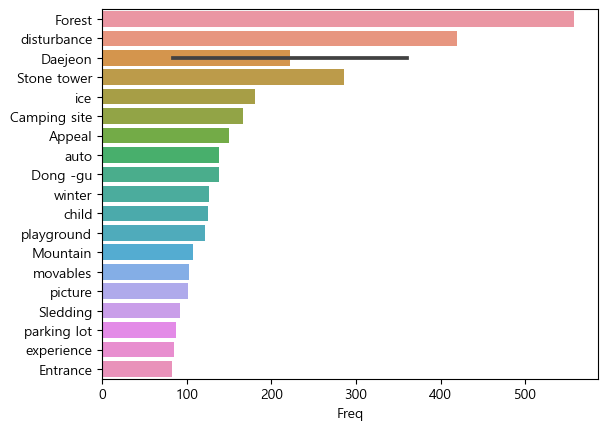 Forest
disturbance
Daejeon
Stone tower
ice
Camping site
Appeal
auto
Dong -gu
winter
child
playground
Mountain
movables
picture
Sledding
parking lot
experience
Entrance
0 100 200 300 400 500
Freq